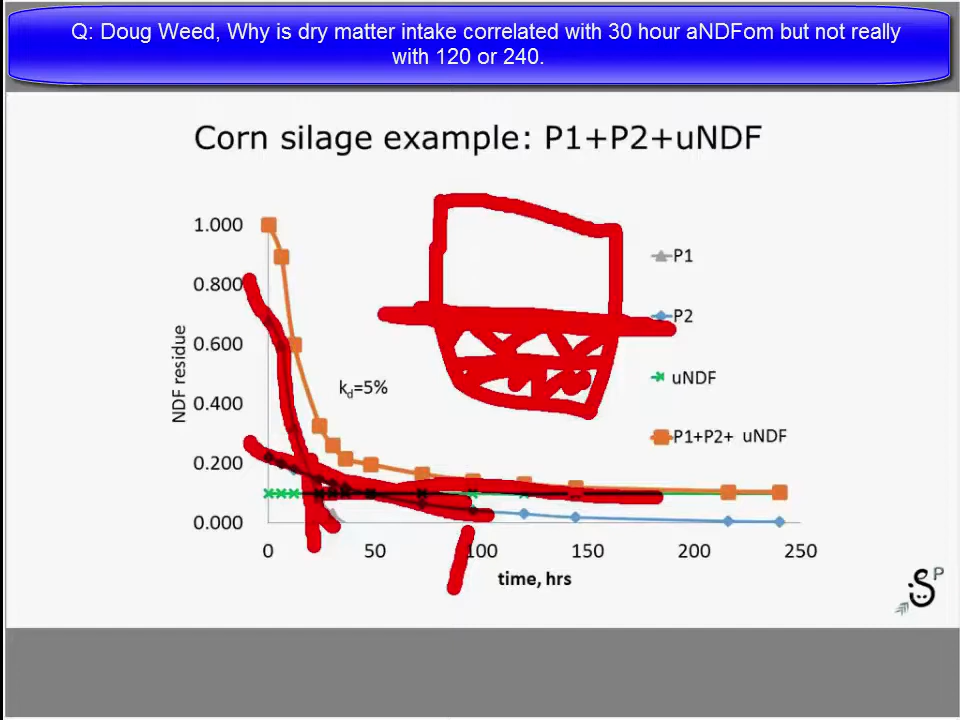 Q: Doug Weed, Why is dry matter intake correlated with 30 hour aNDFom but not really
with 120 or 240.
Corn silage example: P1+P2+uNDF
1.000
0.800
0.600
0.400
0.200
0.000
NDF residue
kd=5%
P1
P2
uNDF
P1+P2+ uNDF
0 50 100 150 200 250
time, hrs
S P